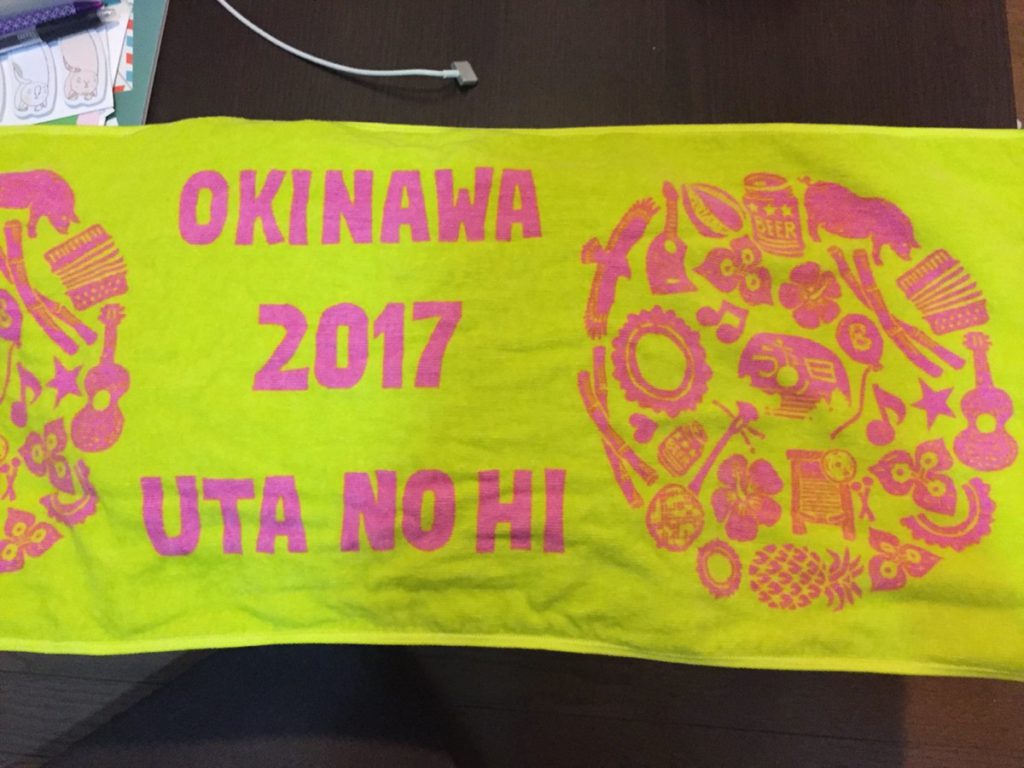 OKINAWA
2017
UTA NO HI
BEER
B